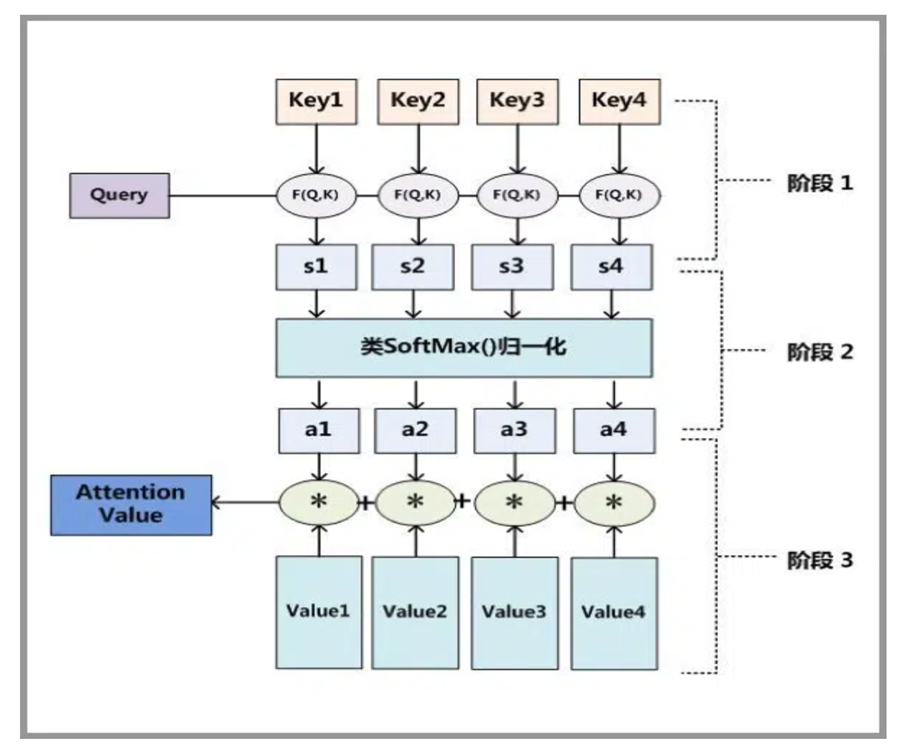 Key1 Key2 Key3 Key4
阶段 1
Query F(Q,K) F(Q,K) F(Q,K) F(Q,K)
s1 s2 s3 s4
类SoftMax()归一化
阶段 2
a1 a2 a3 a4
Attention
Value
* + * + * + *
阶段 3
Value1 Value2 Value3 Value4